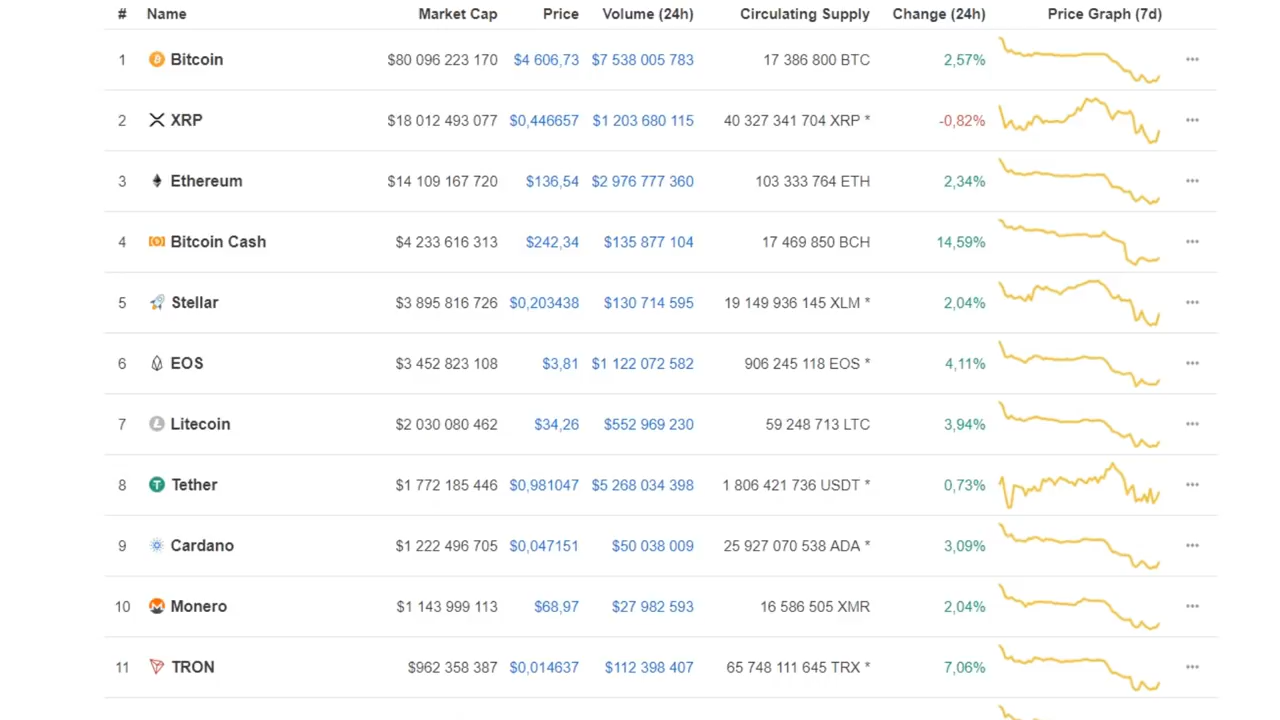 # Name Market Cap Price Volume (24h) Circulating Supply Change (24h) Price Graph (7d)
1 Bitcoin $80 096 223 170 $4 606,73 $7 538 005 783 17 386 800 BTC 2,57%
2 XRP $18 012 493 077 $0,446657 $1 203 680 115 40 327 341 704 XRP * -0,82%
3 Ethereum $14 109 167 720 $136,54 $2 976 777 360 103 333 764 ETH 2,34%
4 Bitcoin Cash $4 233 616 313 $242,34 $135 877 104 17 469 850 BCH 14,59%
5 Stellar $3 895 816 726 $0,203438 $130 714 595 19 149 936 145 XLM * 2,04%
6 EOS $3 452 823 108 $3,81 $1 122 072 582 906 245 118 EOS * 4,11%
7 Litecoin $2 030 080 462 $34,26 $552 969 230 59 248 713 LTC 3,94%
8 Tether $1 772 185 446 $0,981047 $5 268 034 398 1 806 421 736 USDT * 0,73%
9 Cardano $1 222 496 705 $0,047151 $50 038 009 25 927 070 538 ADA * 3,09%
10 Monero $1 143 999 113 $68,97 $27 982 593 16 586 505 XMR 2,04%
11 TRON $962 358 387 $0,014637 $112 398 407 65 748 111 645 TRX * 7,06%